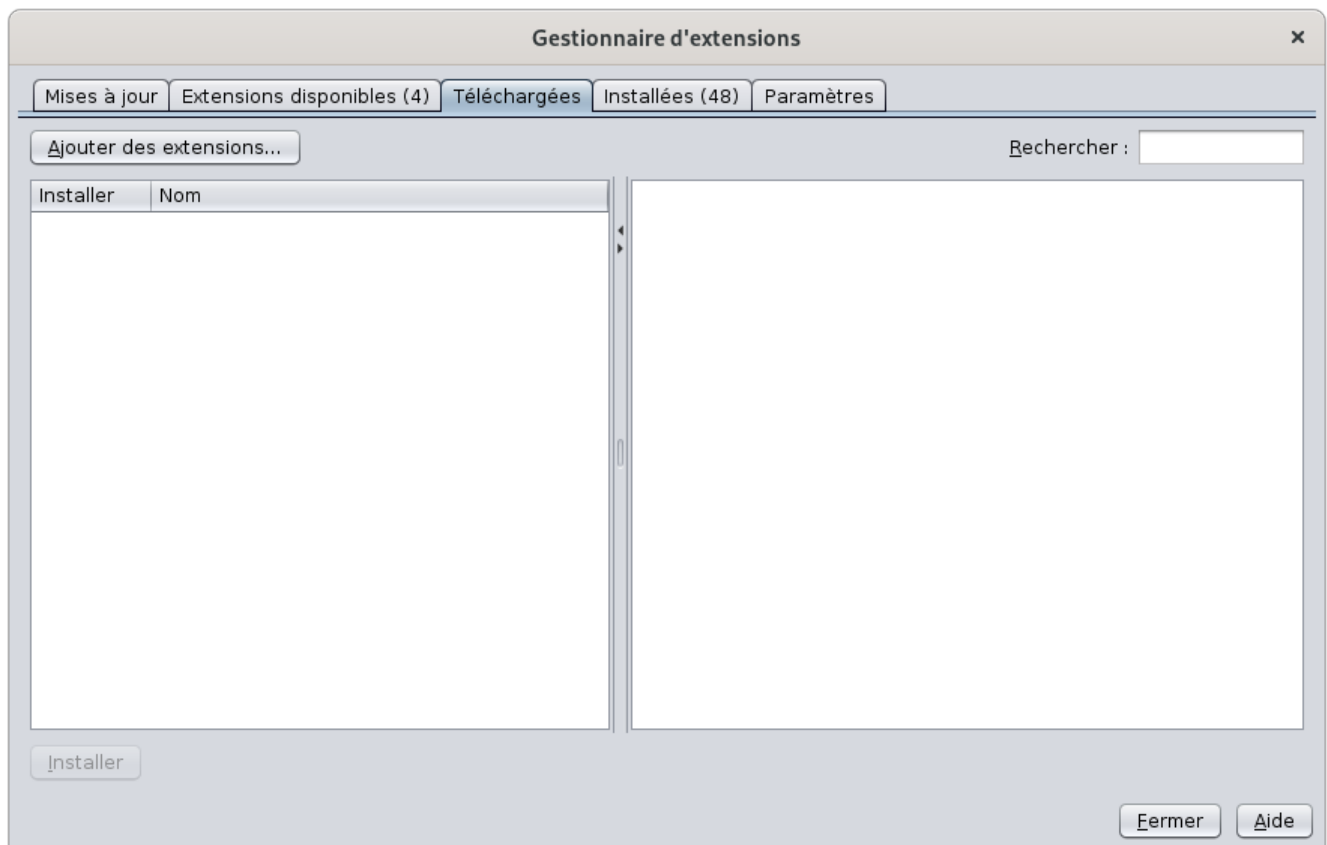 Gestionnaire d'extensions ×
Mises à jour Extensions disponibles (4) Téléchargées Installées (48) Paramètres
Ajouter des extensions... Rechercher :
Installer Nom
Installer
Fermer Aide